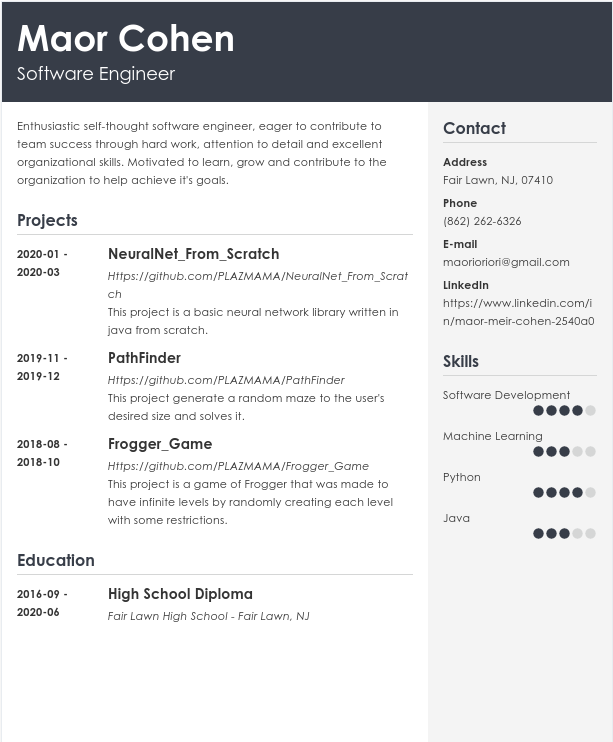 Maor Cohen
Software Engineer
Enthusiastic self-thought software engineer, eager to contribute to
team success through hard work, attention to detail and excellent
organizational skills. Motivated to learn, grow and contribute to the
organization to help achieve it's goals.
Projects
2020-01 -
2020-03
NeuralNet_From_Scratch
Https://github.com/PLAZMAMA/NeuralNet_From_Scrat
ch
This project is a basic neural network library written in
java from scratch.
2019-11 -
2019-12
PathFinder
Https://github.com/PLAZMAMA/PathFinder
This project generate a random maze to the user's
desired size and solves it.
2018-08 -
2018-10
Frogger_Game
Https://github.com/PLAZMAMA/Frogger_Game
This project is a game of Frogger that was made to
have infinite levels by randomly creating each level
with some restrictions.
Education
2016-09 -
2020-06
High School Diploma
Fair Lawn High School - Fair Lawn, NJ
Contact
Address
Fair Lawn, NJ, 07410
Phone
(862) 262-6326
E-mail
maorioriori@gmail.com
LinkedIn
https://www.linkedin.com/i
n/maor-meir-cohen-2540a0
Skills
Software Development
Machine Learning
Python
Java